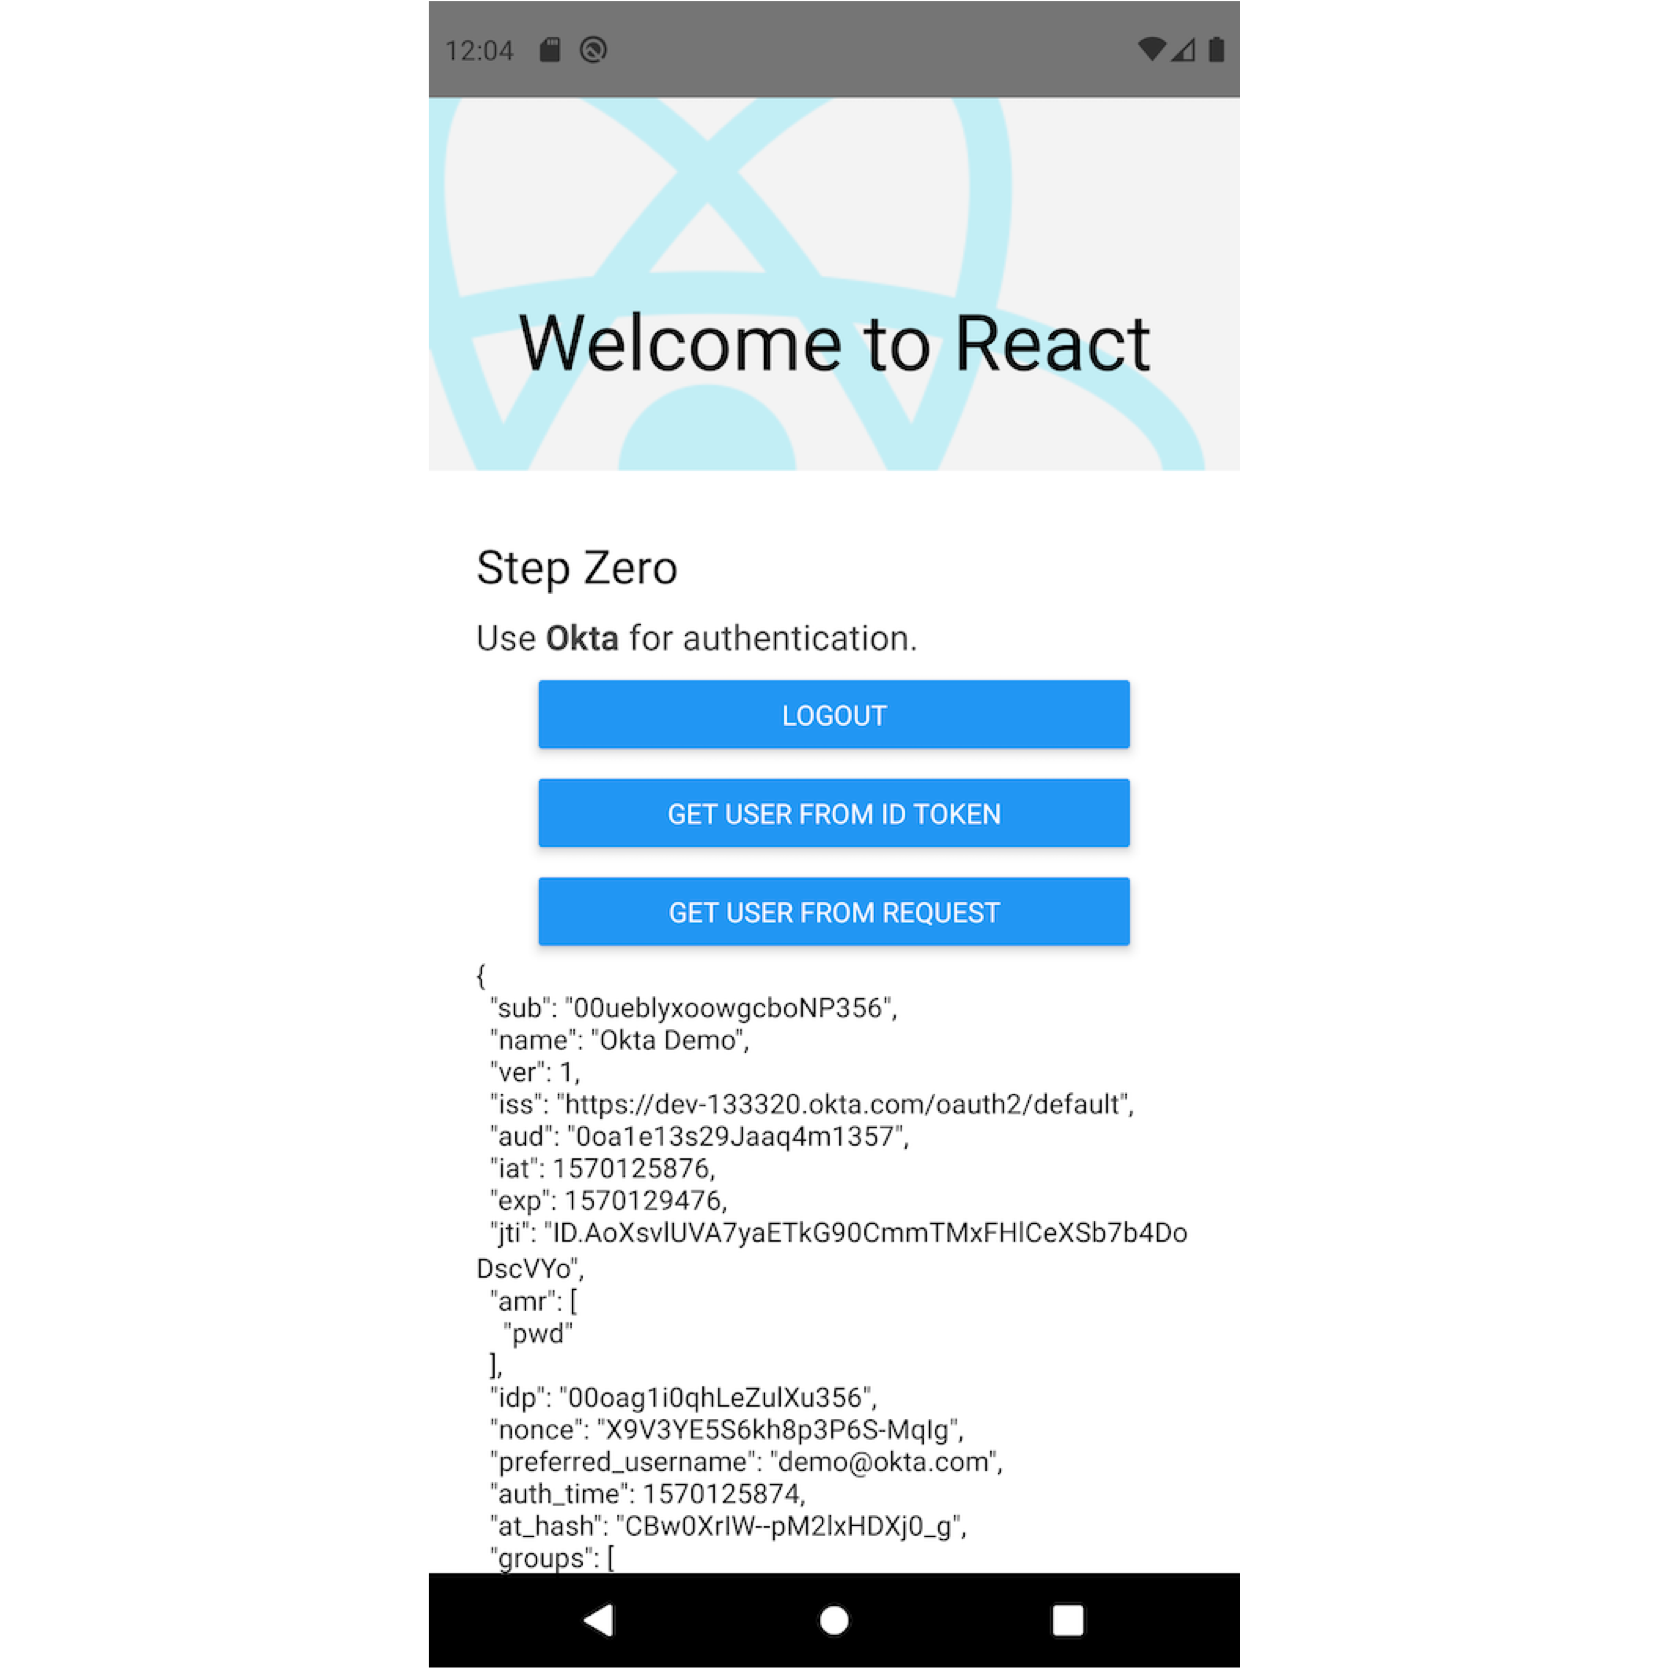 12:04
Welcome to React
Step Zero
Use Okta for authentication.
LOGOUT
GET USER FROM ID TOKEN
GET USER FROM REQUEST
{
"sub": "00ueblyxoowgcboNP356",
"name": "Okta Demo",
"ver": 1,
"iss": "https://dev-133320.okta.com/oauth2/default",
"aud": "0oa1e13s29Jaaq4m1357",
"iat": 1570125876,
"exp": 1570129476,
"jti": "ID.AoXsvlUVA7yaETkG90CmmTMxFHlCeXSb7b4Do
DscVYo",
"amr": [
"pwd"
],
"idp": "00oag1i0qhLeZulXu356",
"nonce": "X9V3YE5S6kh8p3P6S-MqIg",
"preferred_username": "demo@okta.com",
"auth_time": 1570125874,
"at_hash": "CBw0XrIW--pM2lxHDXj0_g",
"groups": [